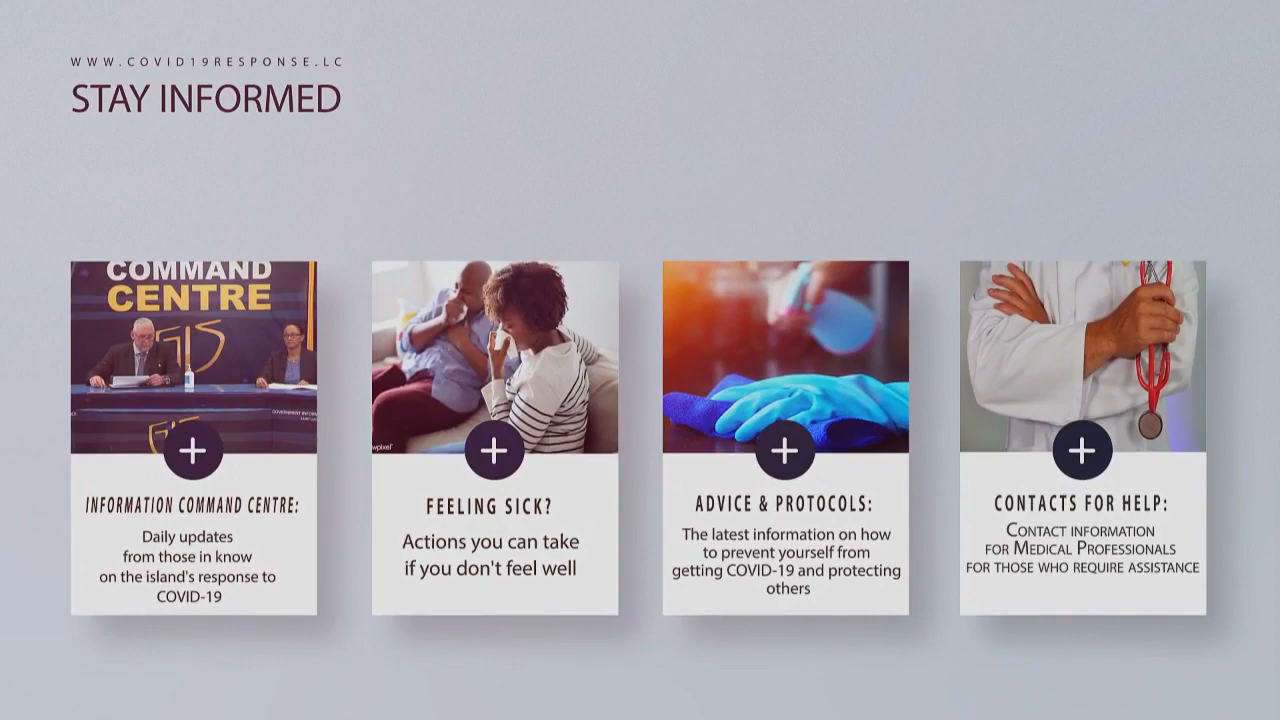 WWW.COVID19RESPONSE.LC
STAY INFORMED
COMMAND
CENTRE
GIS
INFORMATION COMMAND CENTRE:
Daily updates
from those in know
on the island's response to
COVID-19
FEELING SICK?
Actions you can take
if you don't feel well
ADVICE & PROTOCOLS:
The latest information on how
to prevent yourself from
getting COVID-19 and protecting
others
CONTACTS FOR HELP:
CONTACT INFORMATION
FOR MEDICAL PROFESSIONALS
FOR THOSE WHO REQUIRE ASSISTANCE